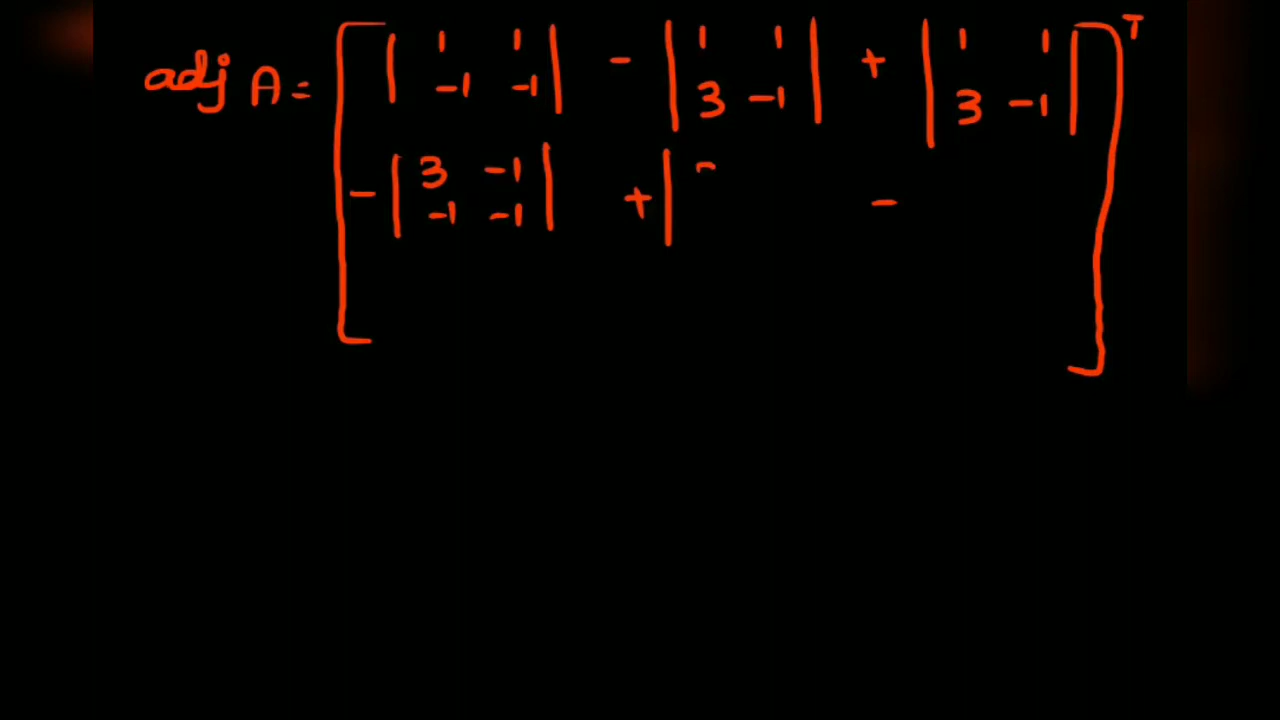 adj A = [ | 1 1 | - | 1 1 | + | 1 1 | ]ᵀ
| -1 -1 | | 3 -1 | | 3 -1 |
- | 3 -1 | + | -
| -1 -1 |